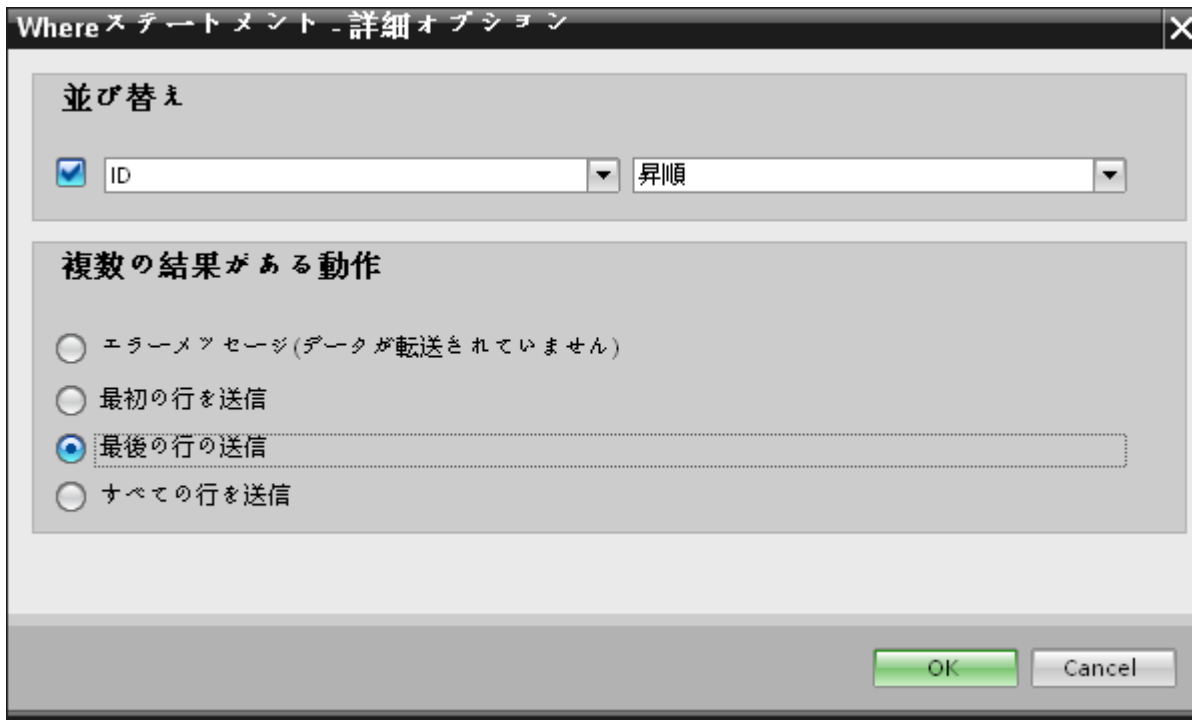 Whereステートメント - 詳細オプション
並び替え
ID 昇順
複数の結果がある動作
エラーメッセージ(データが転送されていません)
最初の行を送信
最後の行の送信
すべての行を送信
OK Cancel